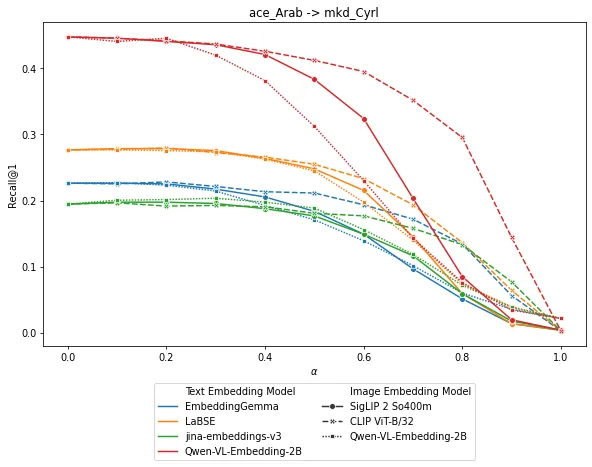 ace_Arab -> mkd_Cyrl
Recall@1
0.4
0.3
0.2
0.1
0.0
0.0 0.2 0.4 0.6 0.8 1.0
α
Text Embedding Model Image Embedding Model
EmbeddingGemma SigLIP 2 So400m
LaBSE CLIP ViT-B/32
jina-embeddings-v3 Qwen-VL-Embedding-2B
Qwen-VL-Embedding-2B